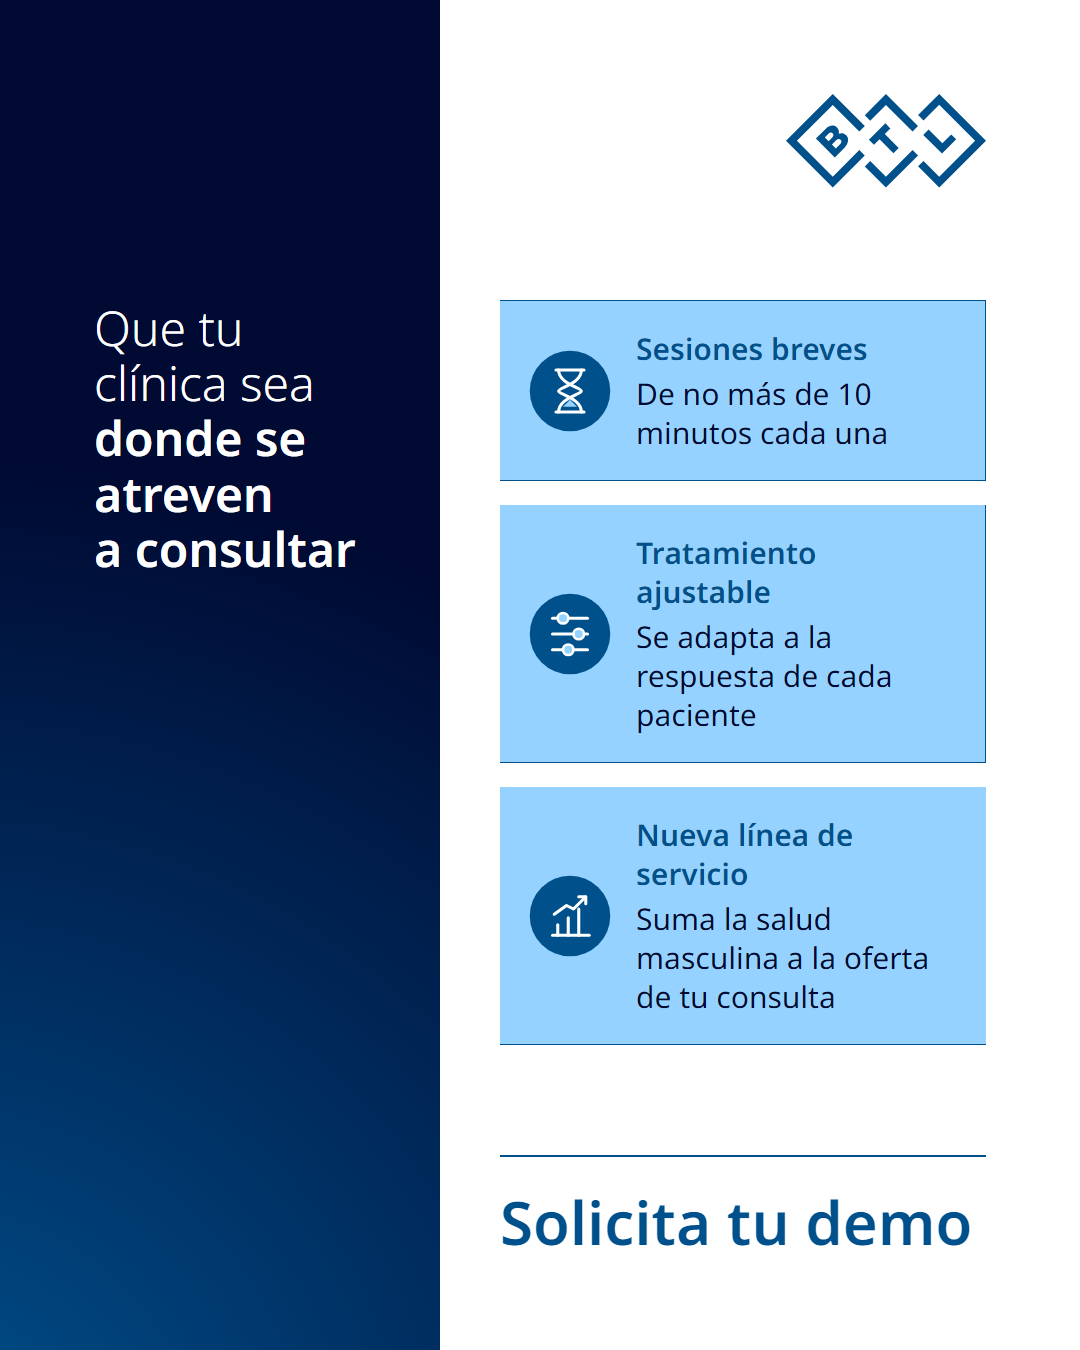 BTL
Que tu
clínica sea
donde se
atreven
a consultar
Sesiones breves
De no más de 10
minutos cada una
Tratamiento
ajustable
Se adapta a la
respuesta de cada
paciente
Nueva línea de
servicio
Suma la salud
masculina a la oferta
de tu consulta
Solicita tu demo